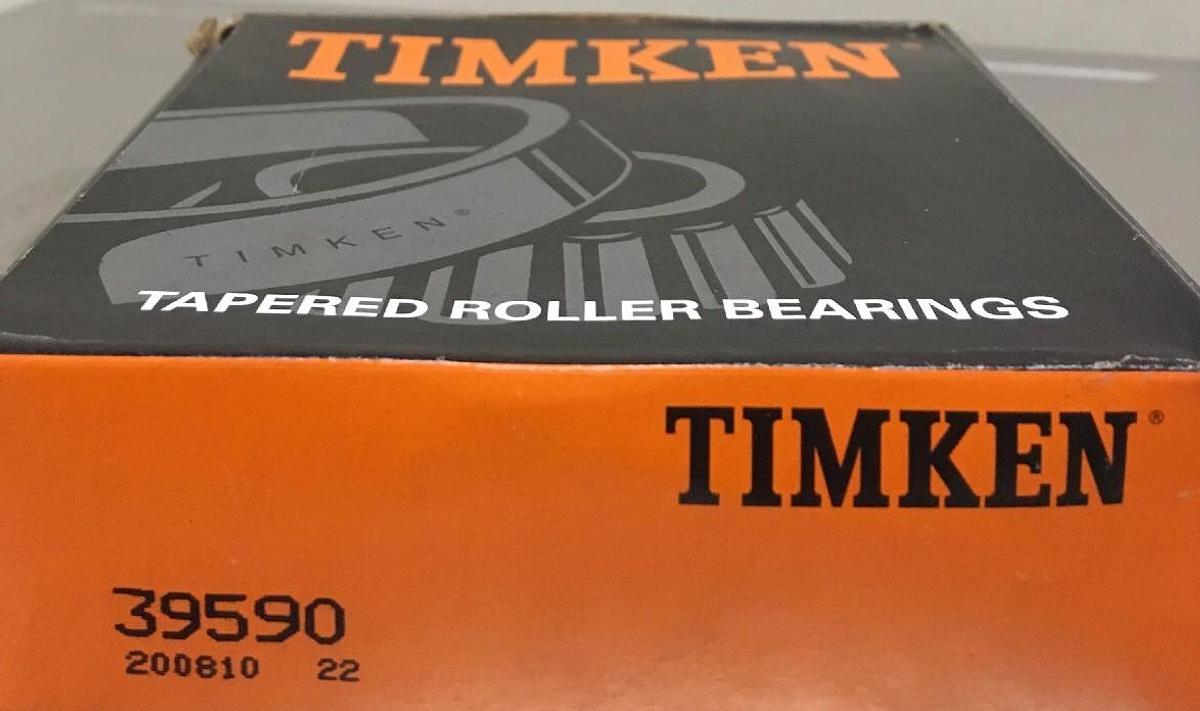 TIMKEN
TIMKEN®
TAPERED ROLLER BEARINGS
TIMKEN®
39590
200810 22